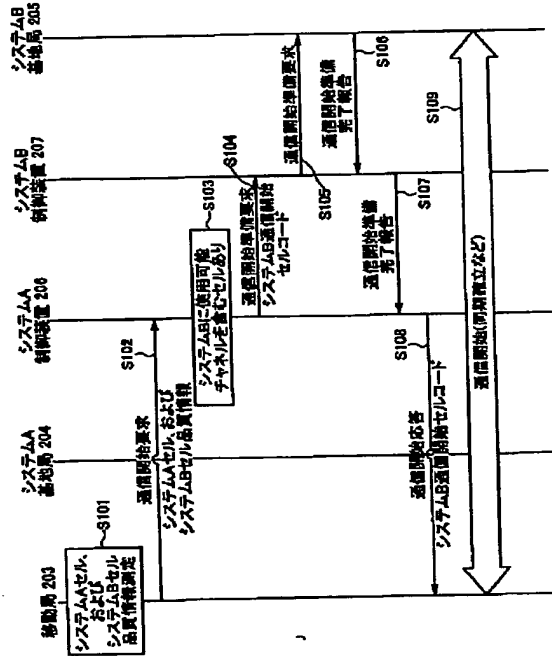 移動局 203
システムA
基地局 204
システムA
制御装置 206
システムB
制御装置 207
システムB
基地局 205
S101
システムAセル、
および
システムBセル
品質情報測定
S102
通信開始要求
システムAセル、および
システムBセル品質情報
S103
システムBに使用可能
チャネルを含むセルあり
S104
通信開始準備要求
システムB通信開始
セルコード
通信開始準備要求
S105
S106
通信開始準備
完了報告
S107
通信開始準備
完了報告
S108
通信開始応答
システムB通信開始セルコード
S109
通信開始(同期確立など)